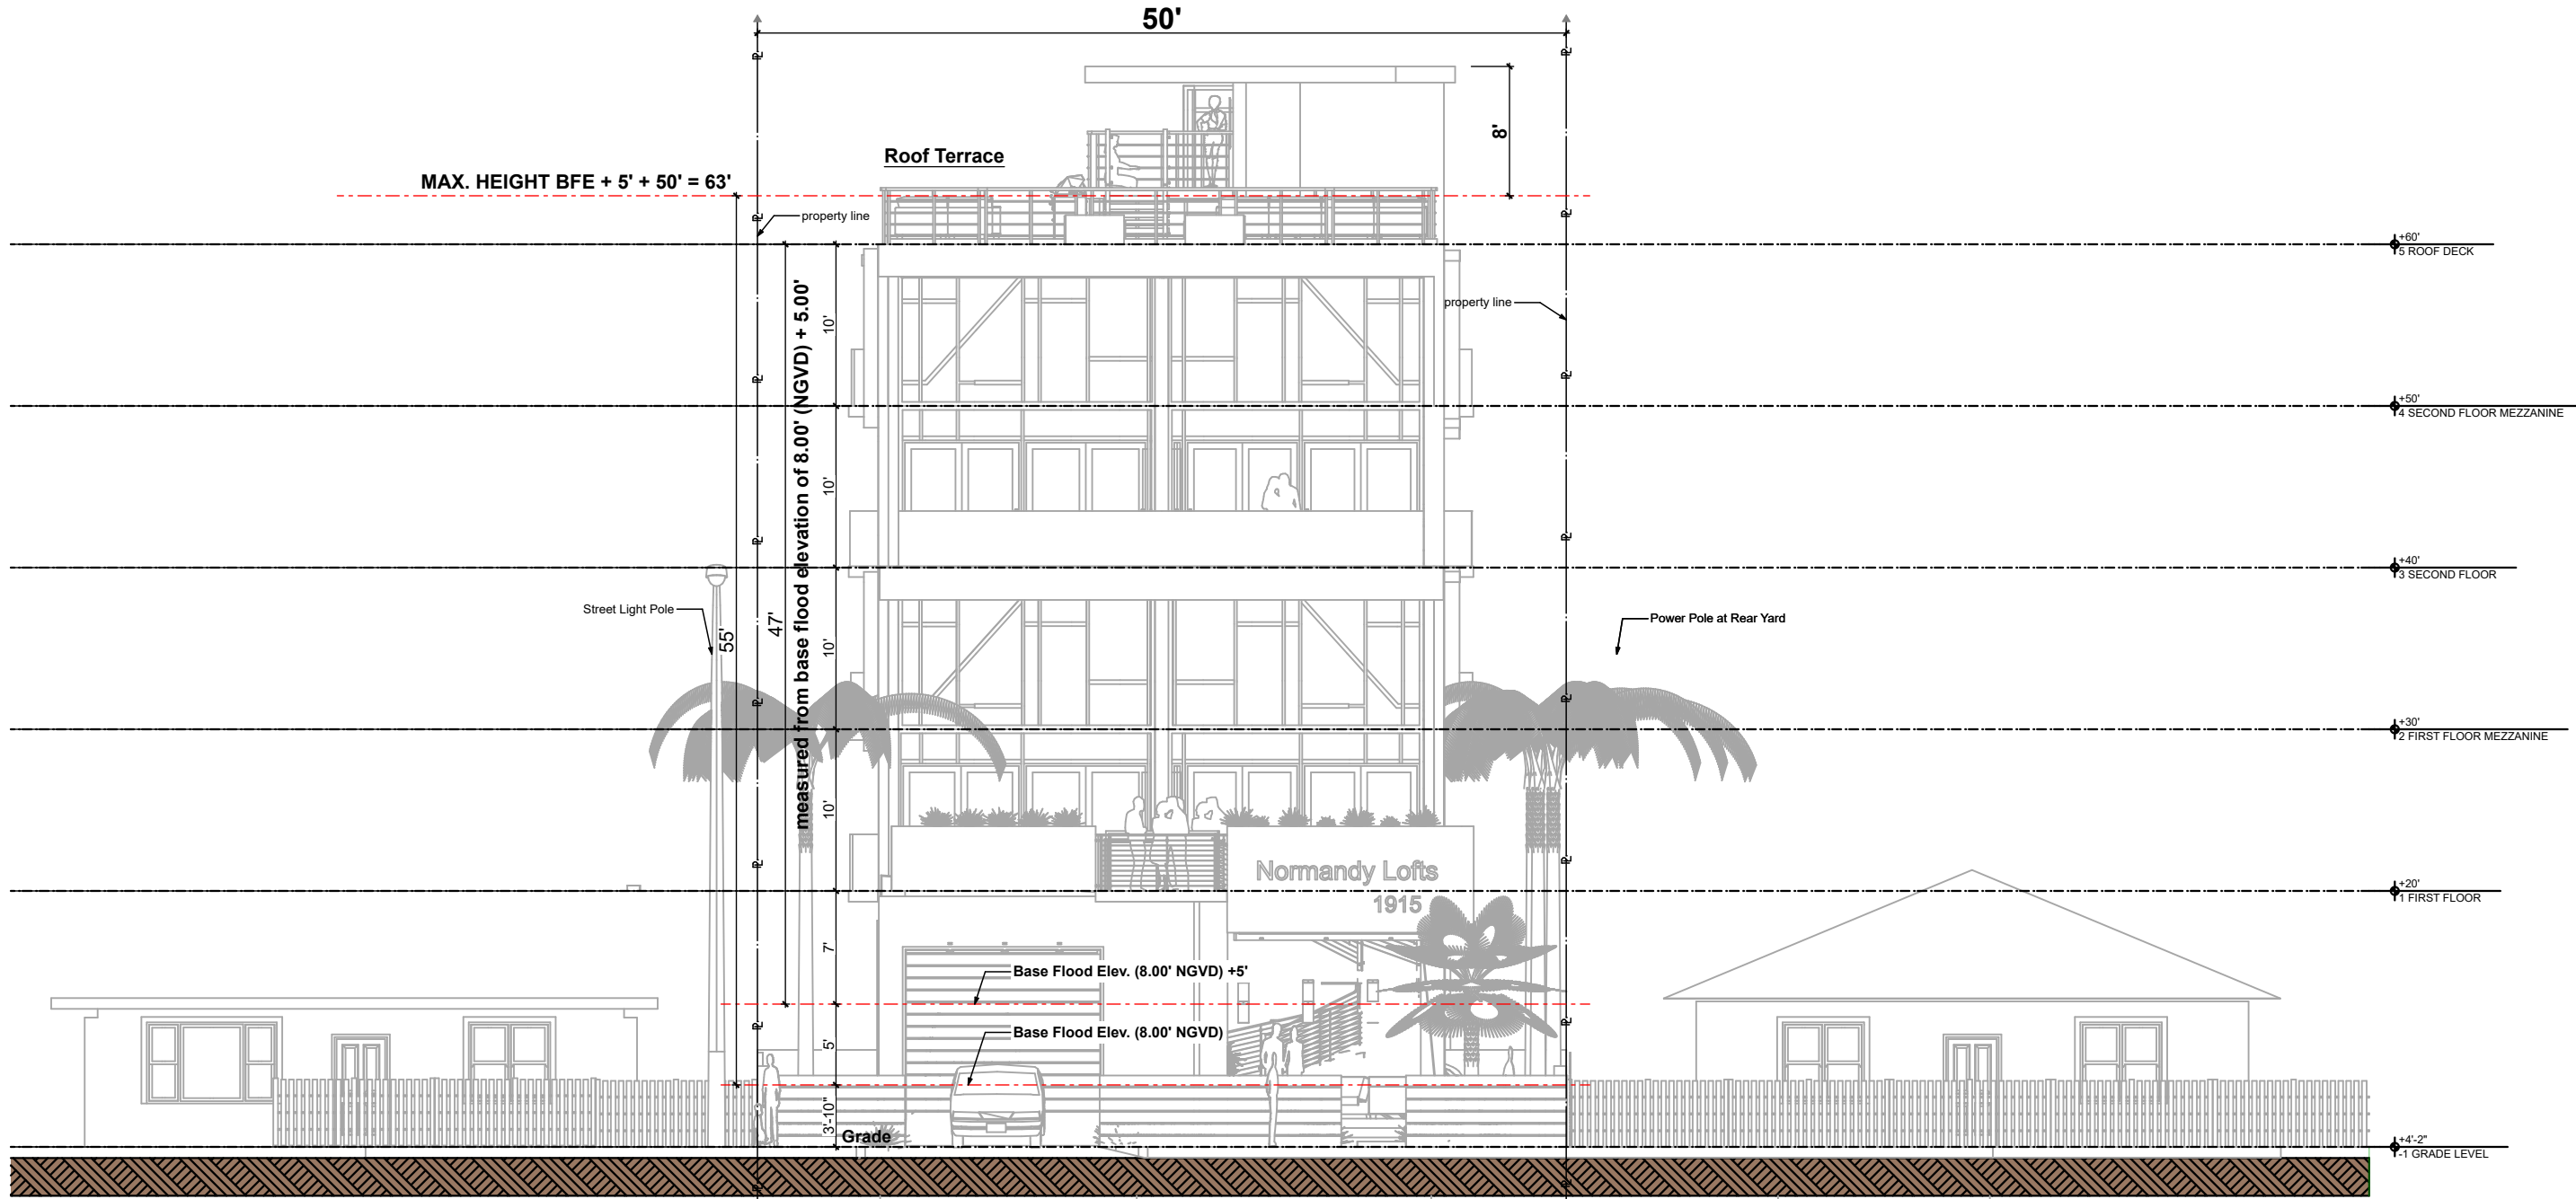 50'
8'
Roof Terrace
MAX. HEIGHT BFE + 5' + 50' = 63'
property line
+60'
5 ROOF DECK
property line
10'
measured from base flood elevation of 8.00' (NGVD) + 5.00'
47'
55'
+50'
4 SECOND FLOOR MEZZANINE
10'
+40'
3 SECOND FLOOR
Street Light Pole
Power Pole at Rear Yard
10'
+30'
2 FIRST FLOOR MEZZANINE
10'
Normandy Lofts
1915
+20'
1 FIRST FLOOR
7'
Base Flood Elev. (8.00' NGVD) +5'
5'
Base Flood Elev. (8.00' NGVD)
3'-10"
Grade
+4'-2"
-1 GRADE LEVEL